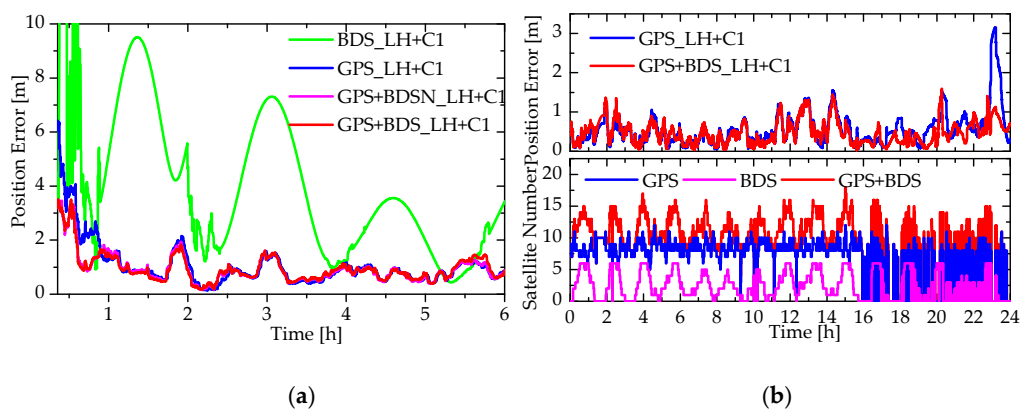 Position Error [m]
10
8
6
4
2
0
BDS_LH+C1
GPS_LH+C1
GPS+BDSN_LH+C1
GPS+BDS_LH+C1
1 2 3 4 5 6
Time [h]
(a)
Position Error [m]
3
2
1
0
GPS_LH+C1
GPS+BDS_LH+C1
Satellite Number
20
15
10
5
0
GPS BDS GPS+BDS
0 2 4 6 8 10 12 14 16 18 20 22 24
Time [h]
(b)